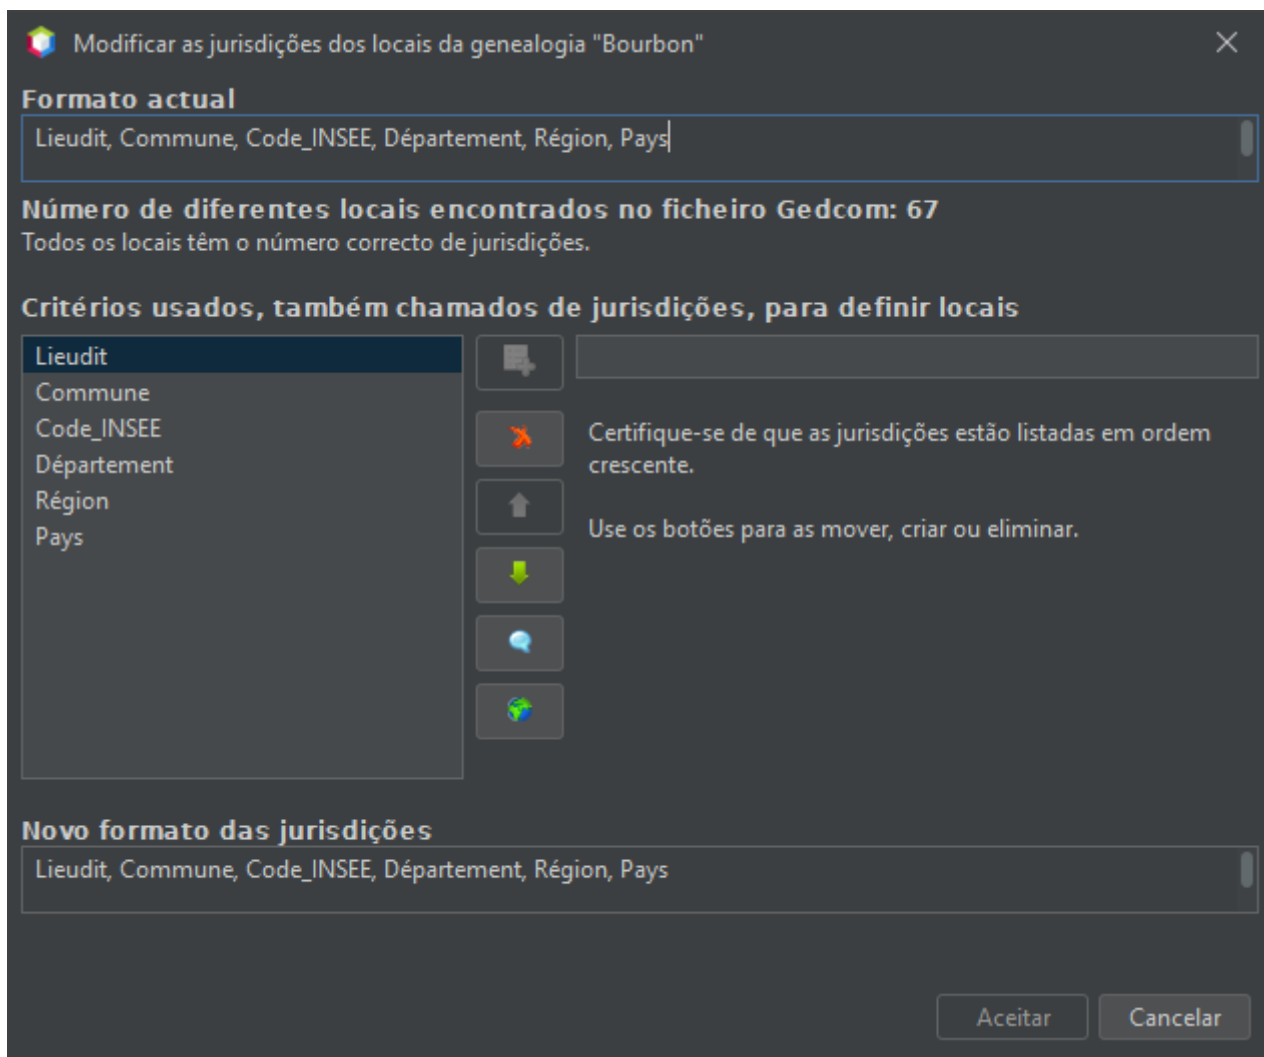 Modificar as jurisdições dos locais da genealogia "Bourbon"
Formato actual
Lieudit, Commune, Code_INSEE, Département, Région, Pays
Número de diferentes locais encontrados no ficheiro Gedcom: 67
Todos os locais têm o número correcto de jurisdições.
Critérios usados, também chamados de jurisdições, para definir locais
Lieudit
Commune
Code_INSEE
Département
Région
Pays
Certifique-se de que as jurisdições estão listadas em ordem
crescente.
Use os botões para as mover, criar ou eliminar.
Novo formato das jurisdições
Lieudit, Commune, Code_INSEE, Département, Région, Pays
Aceitar
Cancelar